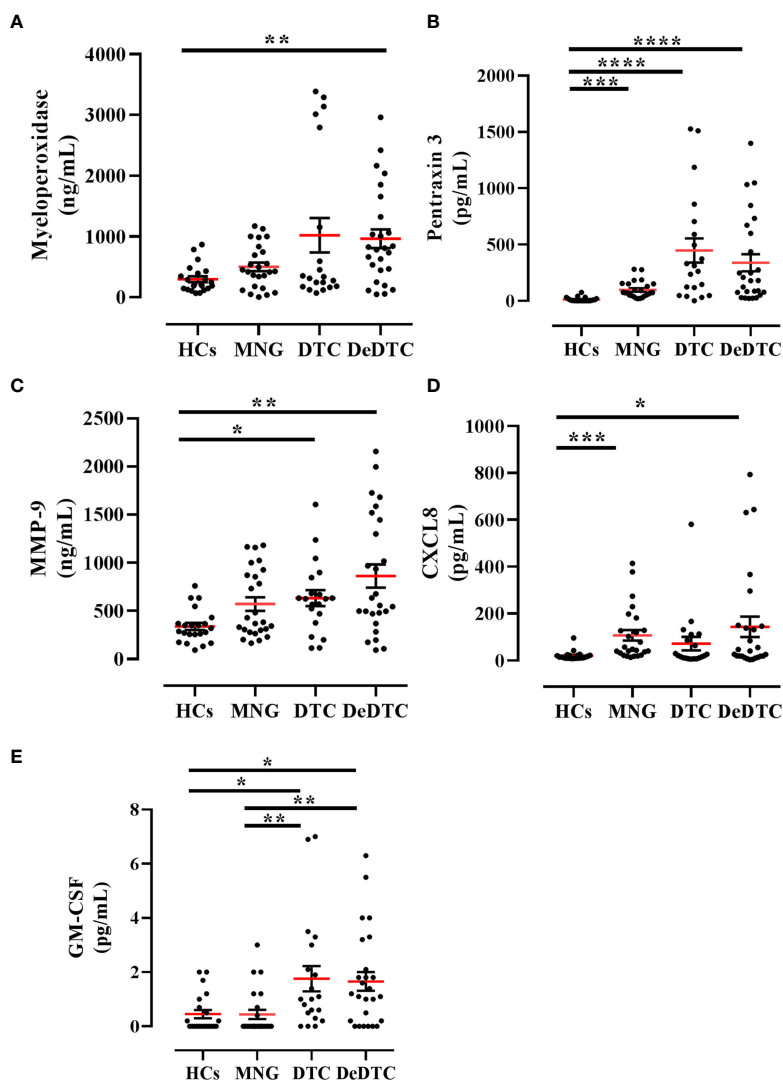 A
**
Myeloperoxidase
(ng/mL)
4000
3000
2000
1000
0
HCs MNG DTC DeDTC
B
****
****
***
Pentraxin 3
(pg/mL)
2000
1500
1000
500
0
HCs MNG DTC DeDTC
C
**
*
MMP-9
(ng/mL)
2500
2000
1500
1000
500
0
HCs MNG DTC DeDTC
D
*
***
CXCL8
(pg/mL)
1000
800
600
400
200
0
HCs MNG DTC DeDTC
E
*
*
**
**
GM-CSF
(pg/mL)
8
6
4
2
0
HCs MNG DTC DeDTC